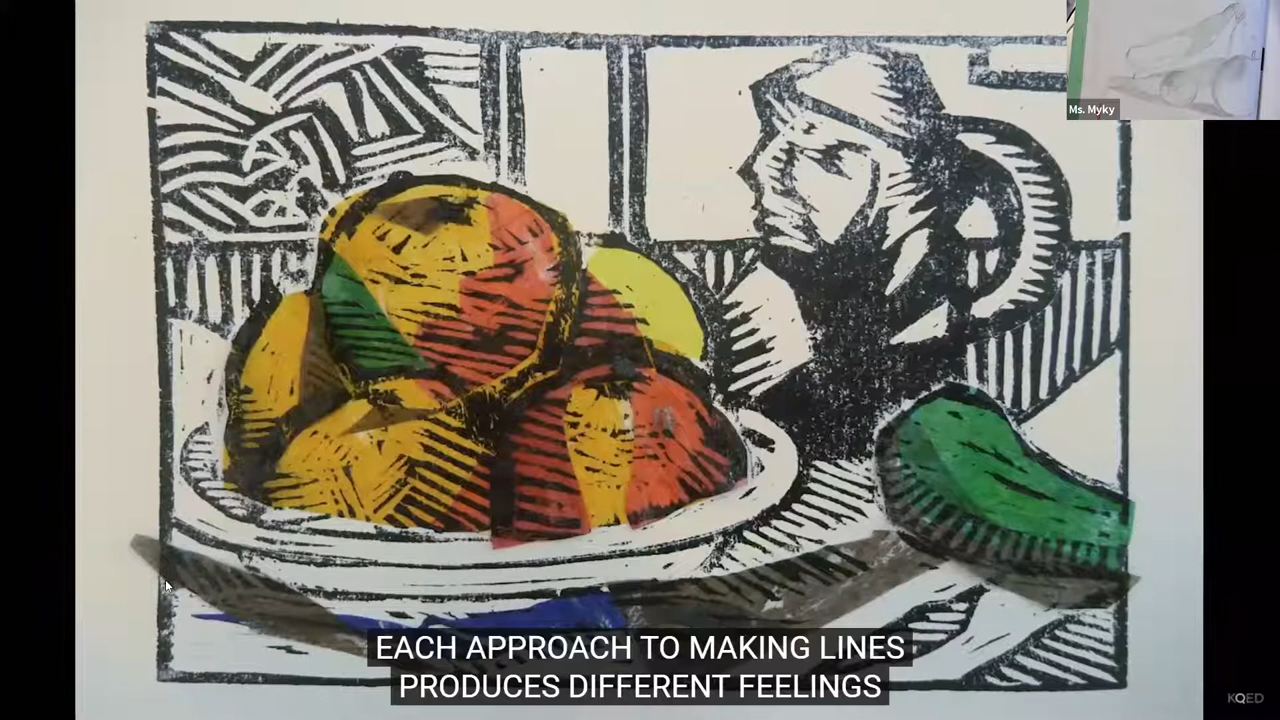 Ms. Myky
EACH APPROACH TO MAKING LINES
PRODUCES DIFFERENT FEELINGS
KQED